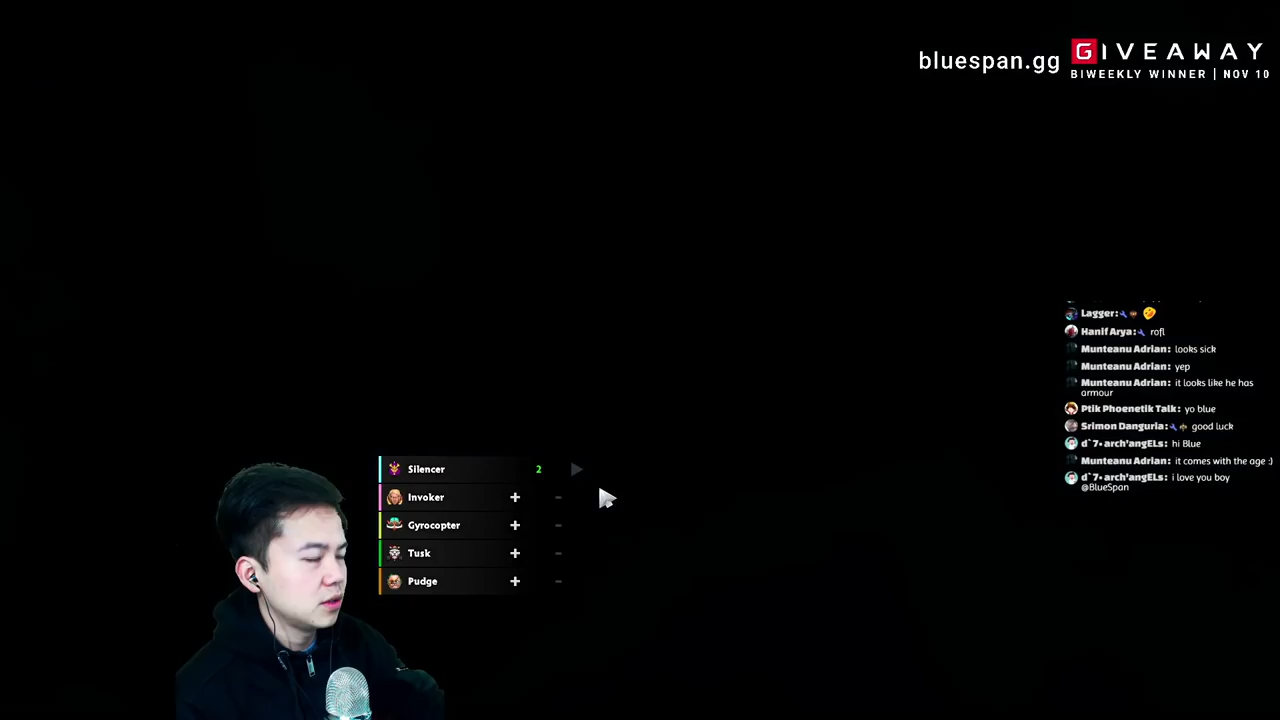 bluespan.gg
GIVEAWAY
BIWEEKLY WINNER | NOV 10
Lagger:
Hanif Arya: rofl
Munteanu Adrian: looks sick
Munteanu Adrian: yep
Munteanu Adrian: it looks like he has
armour
Ptik Phoenetik Talk: yo blue
Srimon Danguria: good luck
d`7• arch'angELs: hi Blue
Munteanu Adrian: it comes with the age :)
d`7• arch'angELs: i love you boy
@BlueSpan
Silencer 2
Invoker + -
Gyrocopter + -
Tusk + -
Pudge + -